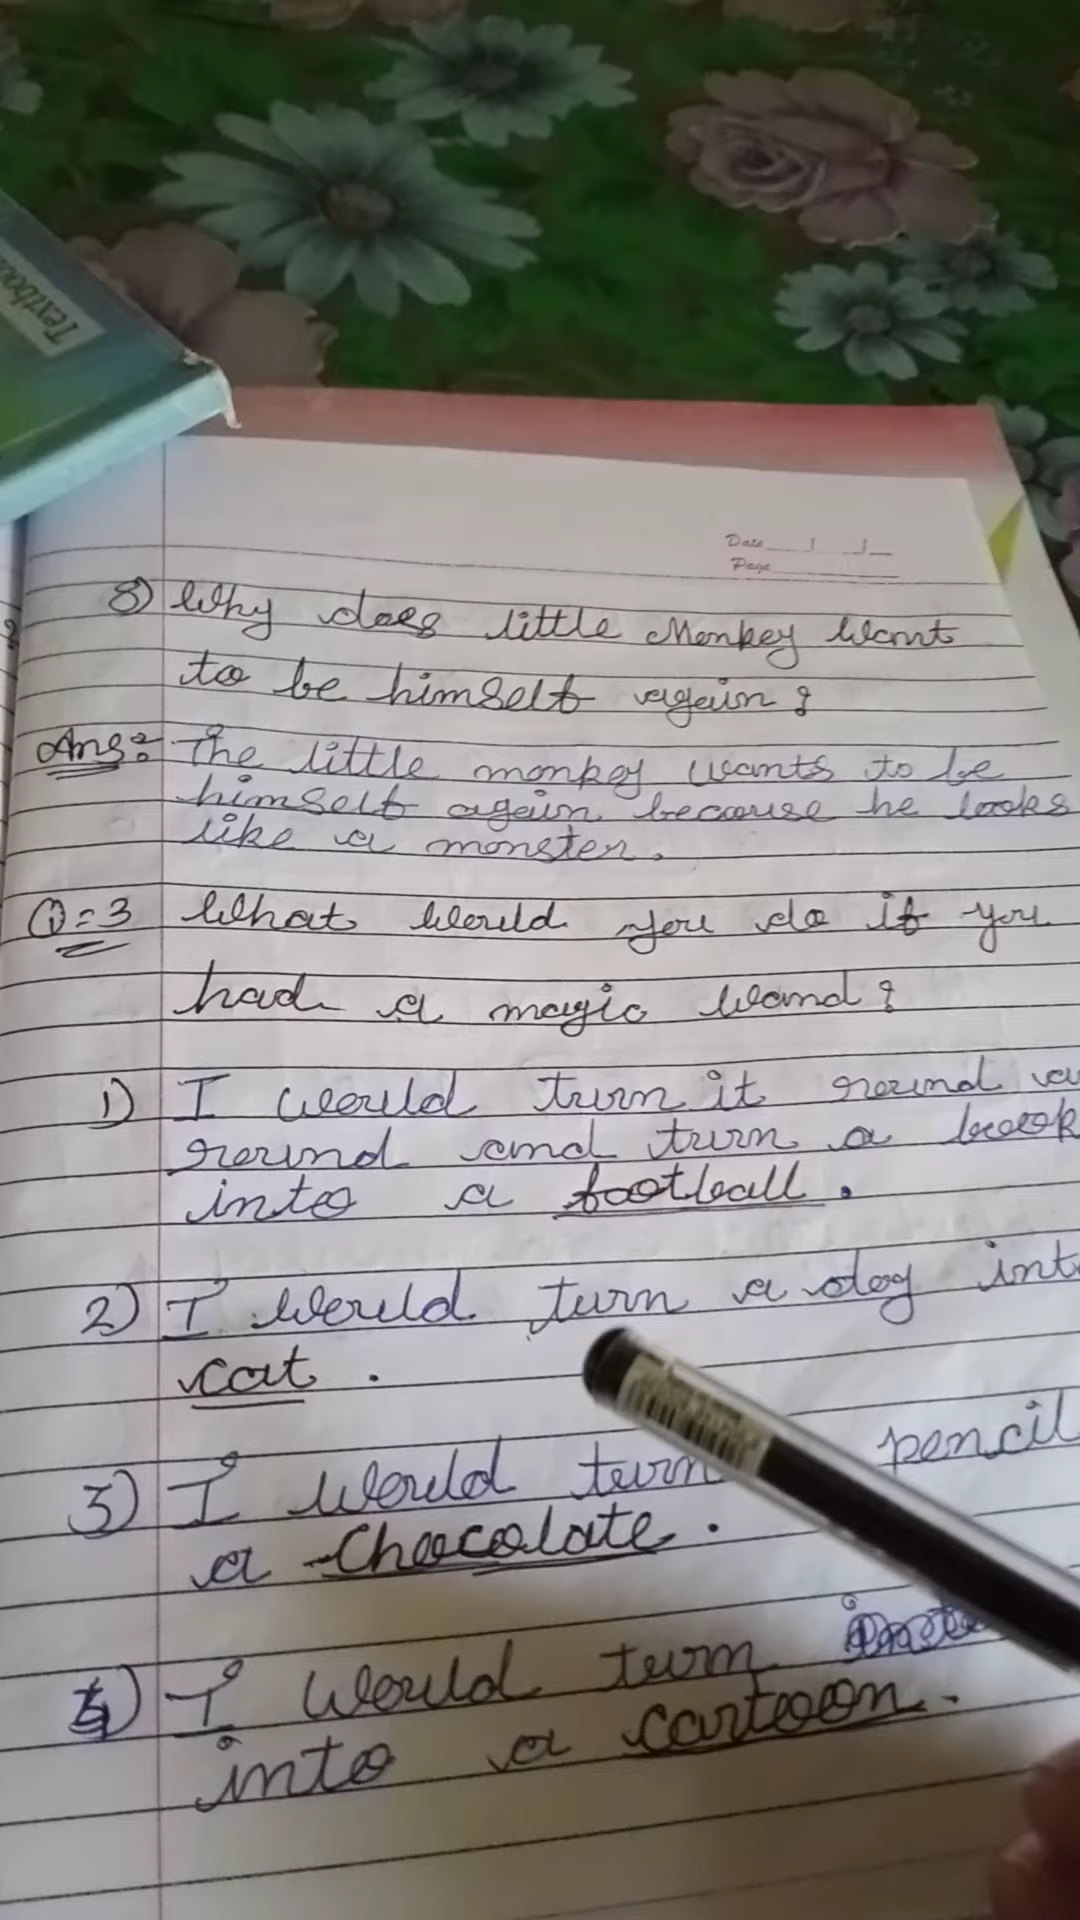 Textboo
Date
Page
8) Why does little Monkey want
to be himself again?
Ans: The little monkey wants to be
himself again because he looks
like a monster.
Q=3 What would you do if you
had a magic wand?
1) I would turn it round
round and turn a book
into a football.
2) I would turn a dog
cat.
3) I would turn pencil
a Chocolate.
4) I would turn
into a cartoon.